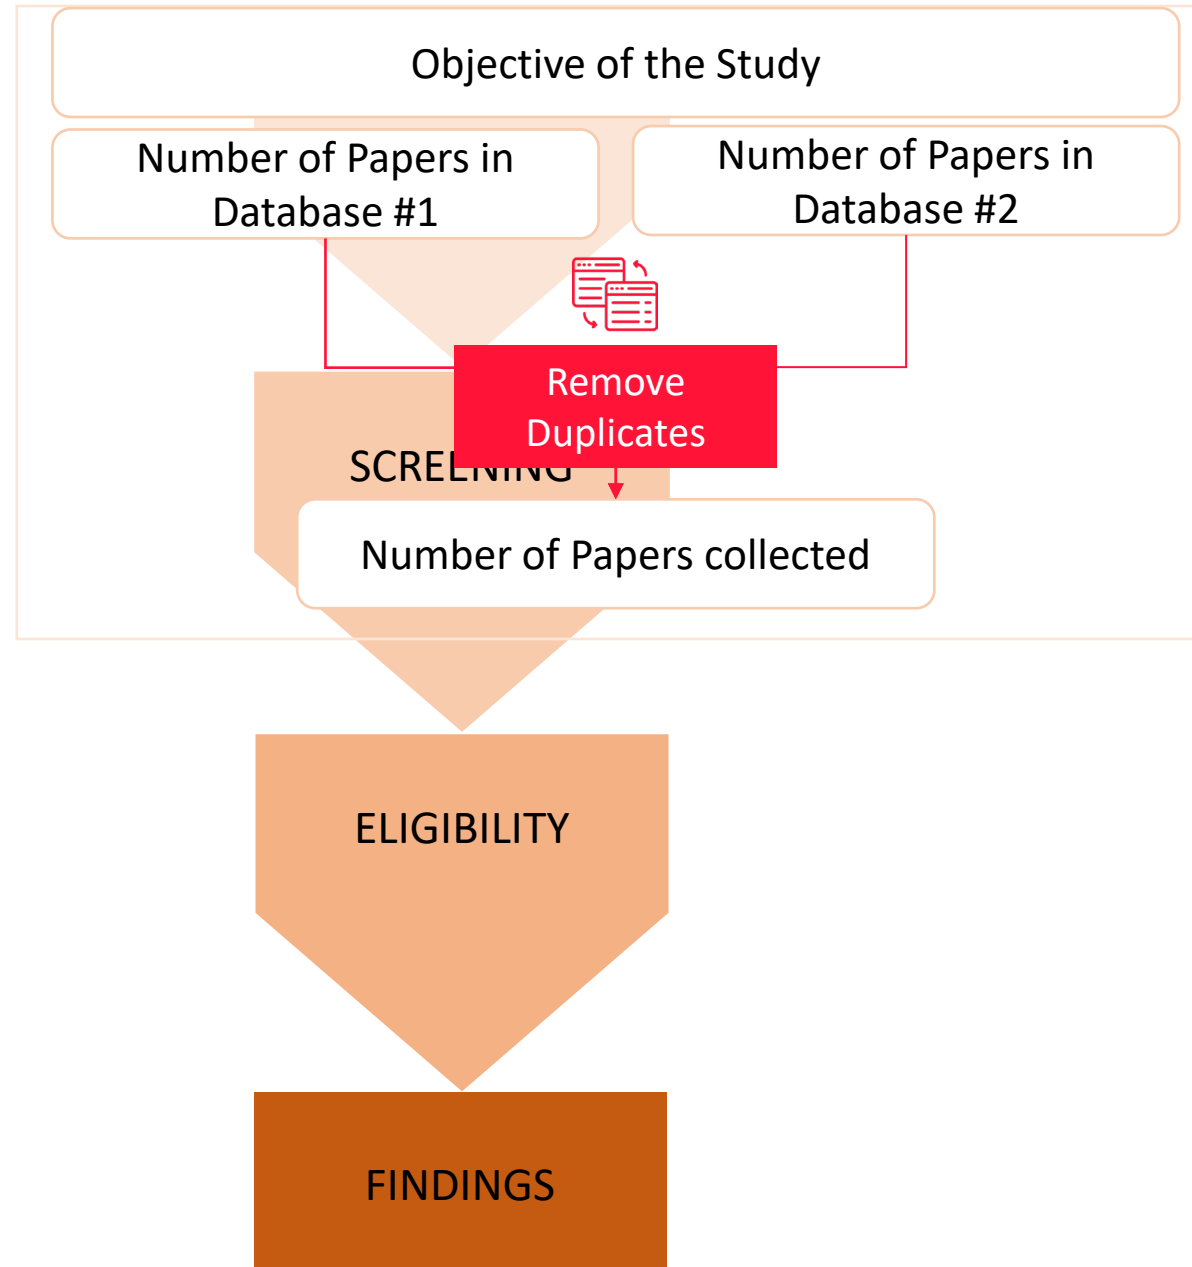 Objective of the Study
Number of Papers in
Database #1
Number of Papers in
Database #2
Remove
Duplicates
SCREENING
Number of Papers collected
ELIGIBILITY
FINDINGS